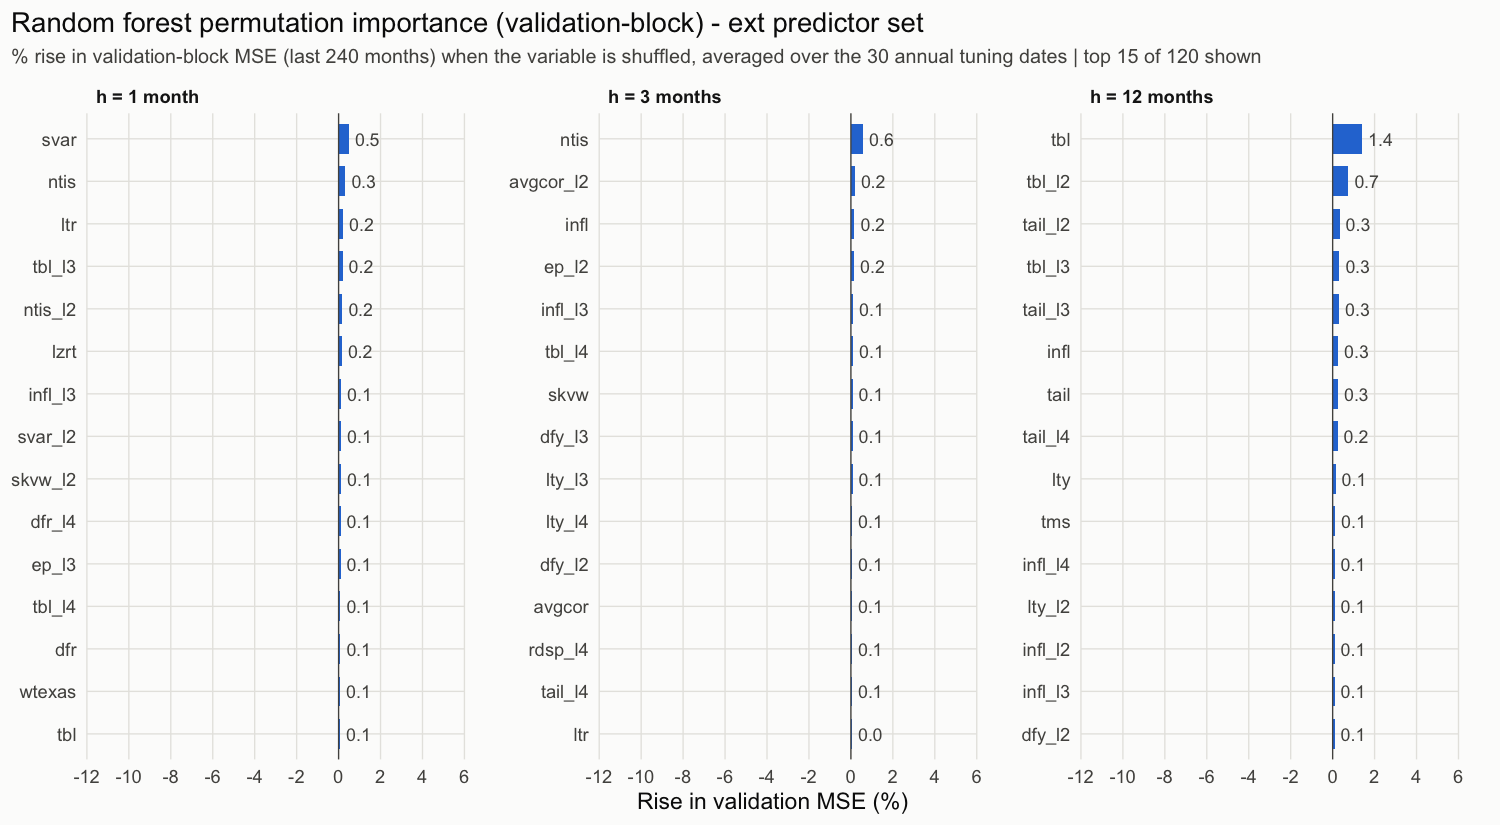 Random forest permutation importance (validation-block) - ext predictor set
% rise in validation-block MSE (last 240 months) when the variable is shuffled, averaged over the 30 annual tuning dates | top 15 of 120 shown
h = 1 month
svar 0.5
ntis 0.3
ltr 0.2
tbl_l3 0.2
ntis_l2 0.2
lzrt 0.2
infl_l3 0.1
svar_l2 0.1
skvw_l2 0.1
dfr_l4 0.1
ep_l3 0.1
tbl_l4 0.1
dfr 0.1
wtexas 0.1
tbl 0.1
-12 -10 -8 -6 -4 -2 0 2 4 6
h = 3 months
ntis 0.6
avgcor_l2 0.2
infl 0.2
ep_l2 0.2
infl_l3 0.1
tbl_l4 0.1
skvw 0.1
dfy_l3 0.1
lty_l3 0.1
lty_l4 0.1
dfy_l2 0.1
avgcor 0.1
rdsp_l4 0.1
tail_l4 0.1
ltr 0.0
-12 -10 -8 -6 -4 -2 0 2 4 6
h = 12 months
tbl 1.4
tbl_l2 0.7
tail_l2 0.3
tbl_l3 0.3
tail_l3 0.3
infl 0.3
tail 0.3
tail_l4 0.2
lty 0.1
tms 0.1
infl_l4 0.1
lty_l2 0.1
infl_l2 0.1
infl_l3 0.1
dfy_l2 0.1
-12 -10 -8 -6 -4 -2 0 2 4 6
Rise in validation MSE (%)